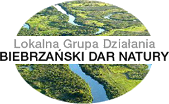 Lokalna Grupa Działania
BIEBRZAŃSKI DAR NATURY